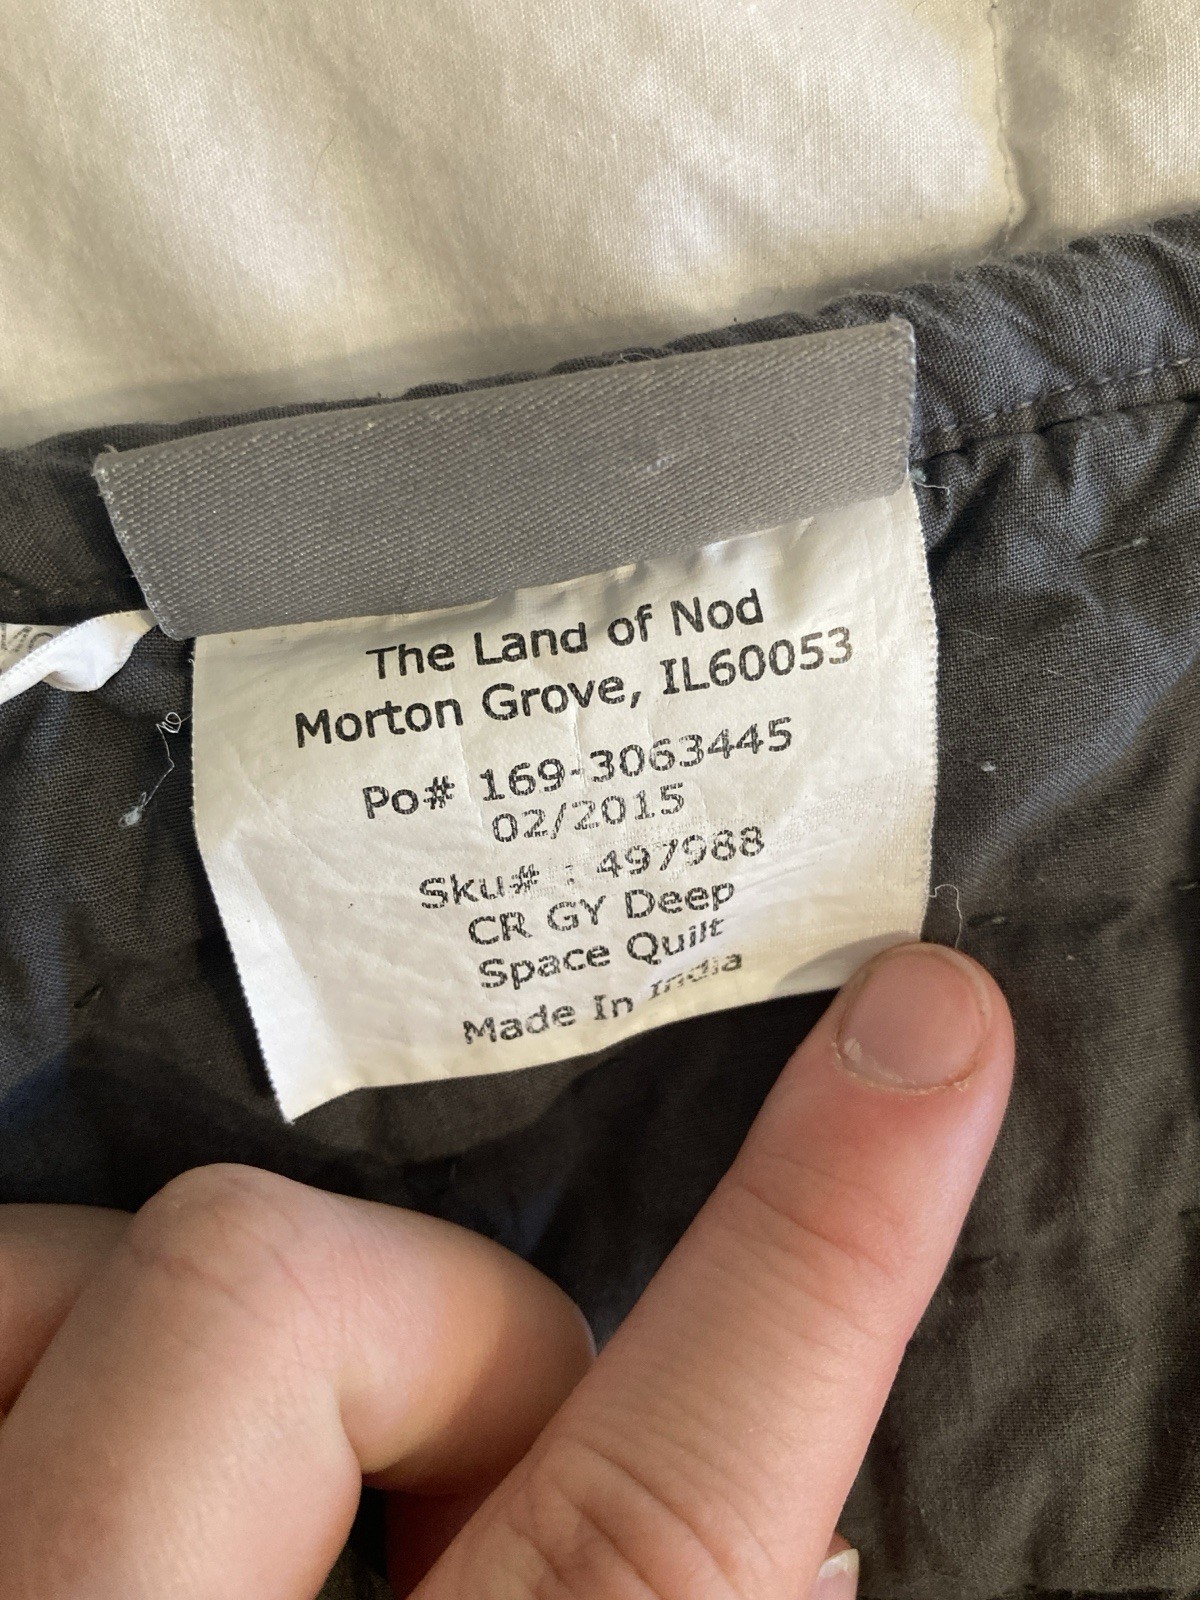 The Land of Nod
Morton Grove, IL60053
Po# 169-3063445
02/2015
Sku# : 497988
CR GY Deep
Space Quilt
Made In India